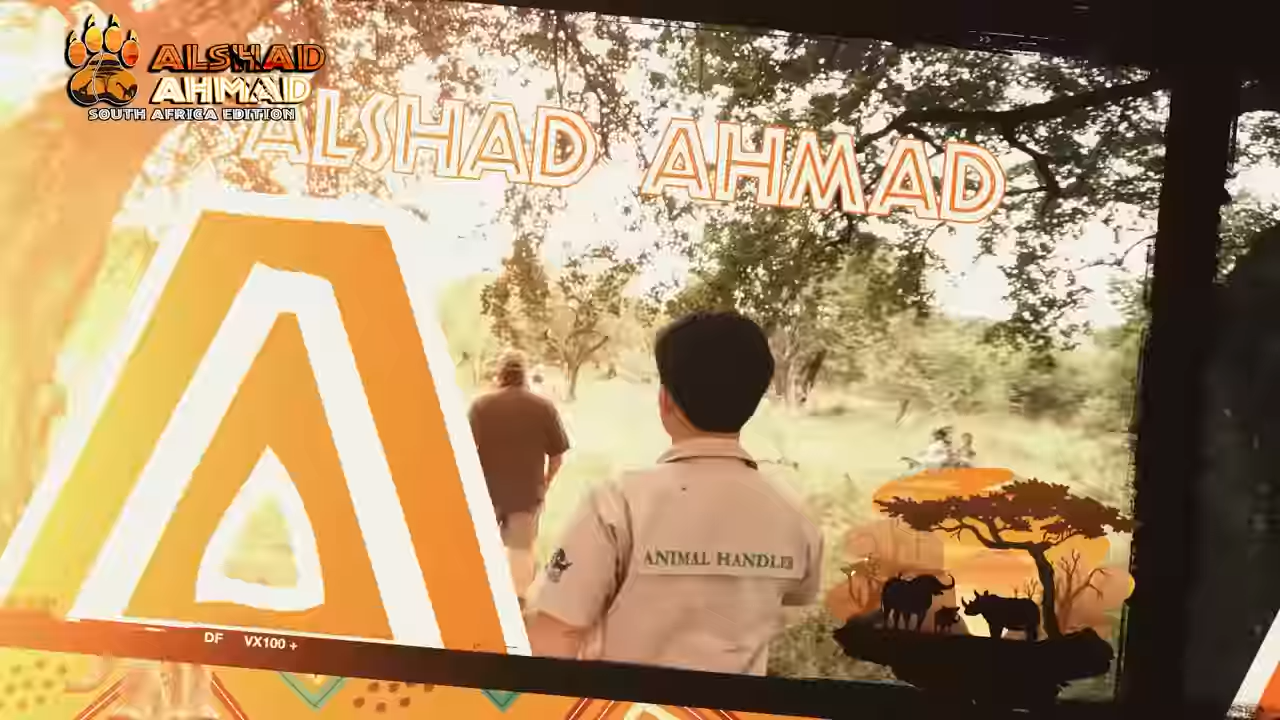 ALSHAD
AHMAD
SOUTH AFRICA EDITION
ALSHAD AHMAD
A
ANIMAL HANDLER
DF VX100 +